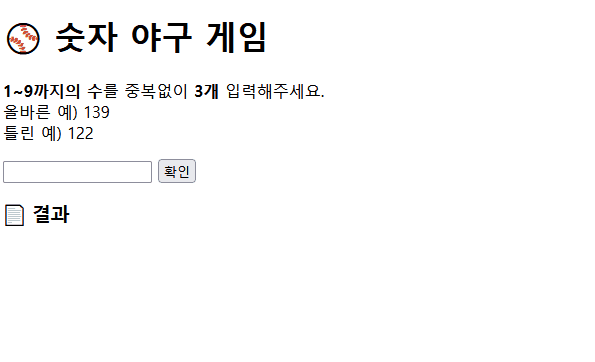 ⚾ 숫자 야구 게임
1~9까지의 수를 중복없이 3개 입력해주세요.
올바른 예) 139
틀린 예) 122
확인
📄 결과